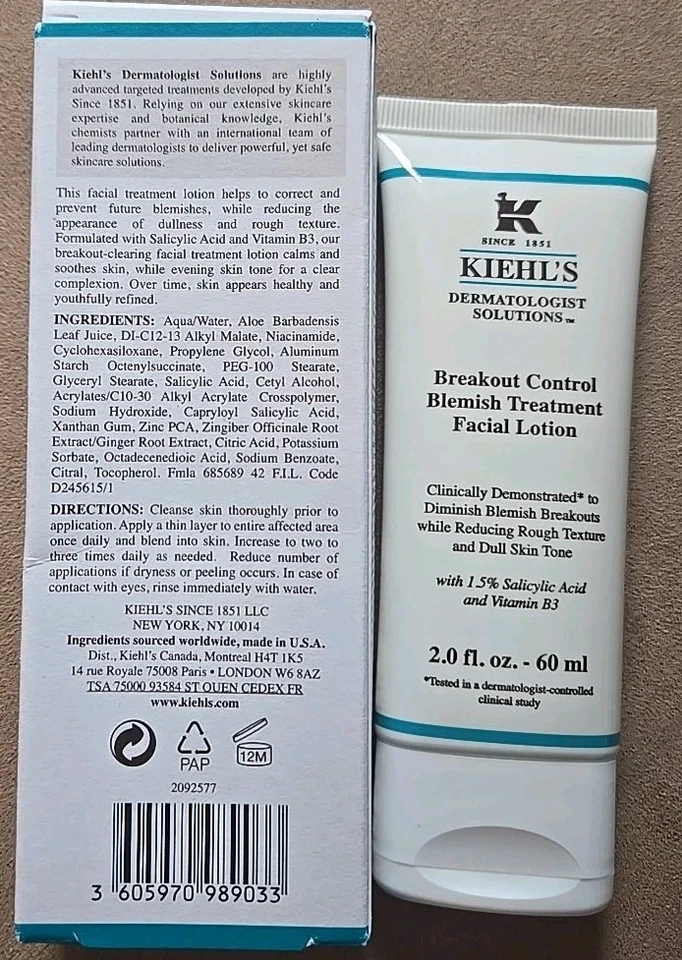 Kiehl's Dermatologist Solutions are highly
advanced targeted treatments developed by Kiehl's
Since 1851. Relying on our extensive skincare
expertise and botanical knowledge, Kiehl's
chemists partner with an international team of
leading dermatologists to deliver powerful, yet safe
skincare solutions.
This facial treatment lotion helps to correct and
prevent future blemishes, while reducing the
appearance of dullness and rough texture.
Formulated with Salicylic Acid and Vitamin B3, our
breakout-clearing facial treatment lotion calms and
soothes skin, while evening skin tone for a clear
complexion. Over time, skin appears healthy and
youthfully refined.
INGREDIENTS: Aqua/Water, Aloe Barbadensis
Leaf Juice, DI-C12-13 Alkyl Malate, Niacinamide,
Cyclohexasiloxane, Propylene Glycol, Aluminum
Starch Octenylsuccinate, PEG-100 Stearate,
Glyceryl Stearate, Salicylic Acid, Cetyl Alcohol,
Acrylates/C10-30 Alkyl Acrylate Crosspolymer,
Sodium Hydroxide, Capryloyl Salicylic Acid,
Xanthan Gum, Zinc PCA, Zingiber Officinale Root
Extract/Ginger Root Extract, Citric Acid, Potassium
Sorbate, Octadecenedioic Acid, Sodium Benzoate,
Citral, Tocopherol. Fmla 685689 42 F.I.L. Code
D245615/1
DIRECTIONS: Cleanse skin thoroughly prior to
application. Apply a thin layer to entire affected area
once daily and blend into skin. Increase to two to
three times daily as needed. Reduce number of
applications if dryness or peeling occurs. In case of
contact with eyes, rinse immediately with water.
KIEHL'S SINCE 1851 LLC
NEW YORK, NY 10014
Ingredients sourced worldwide, made in U.S.A.
Dist., Kiehl's Canada, Montreal H4T 1K5
14 rue Royale 75008 Paris • LONDON W6 8AZ
TSA 75000 93584 ST OUEN CEDEX FR
www.kiehls.com
PAP
12M
2092577
3 605970 989033
K
SINCE 1851
KIEHL'S
DERMATOLOGIST
SOLUTIONS™
Breakout Control
Blemish Treatment
Facial Lotion
Clinically Demonstrated* to
Diminish Blemish Breakouts
while Reducing Rough Texture
and Dull Skin Tone
with 1.5% Salicylic Acid
and Vitamin B3
2.0 fl. oz. - 60 ml
*Tested in a dermatologist-controlled
clinical study